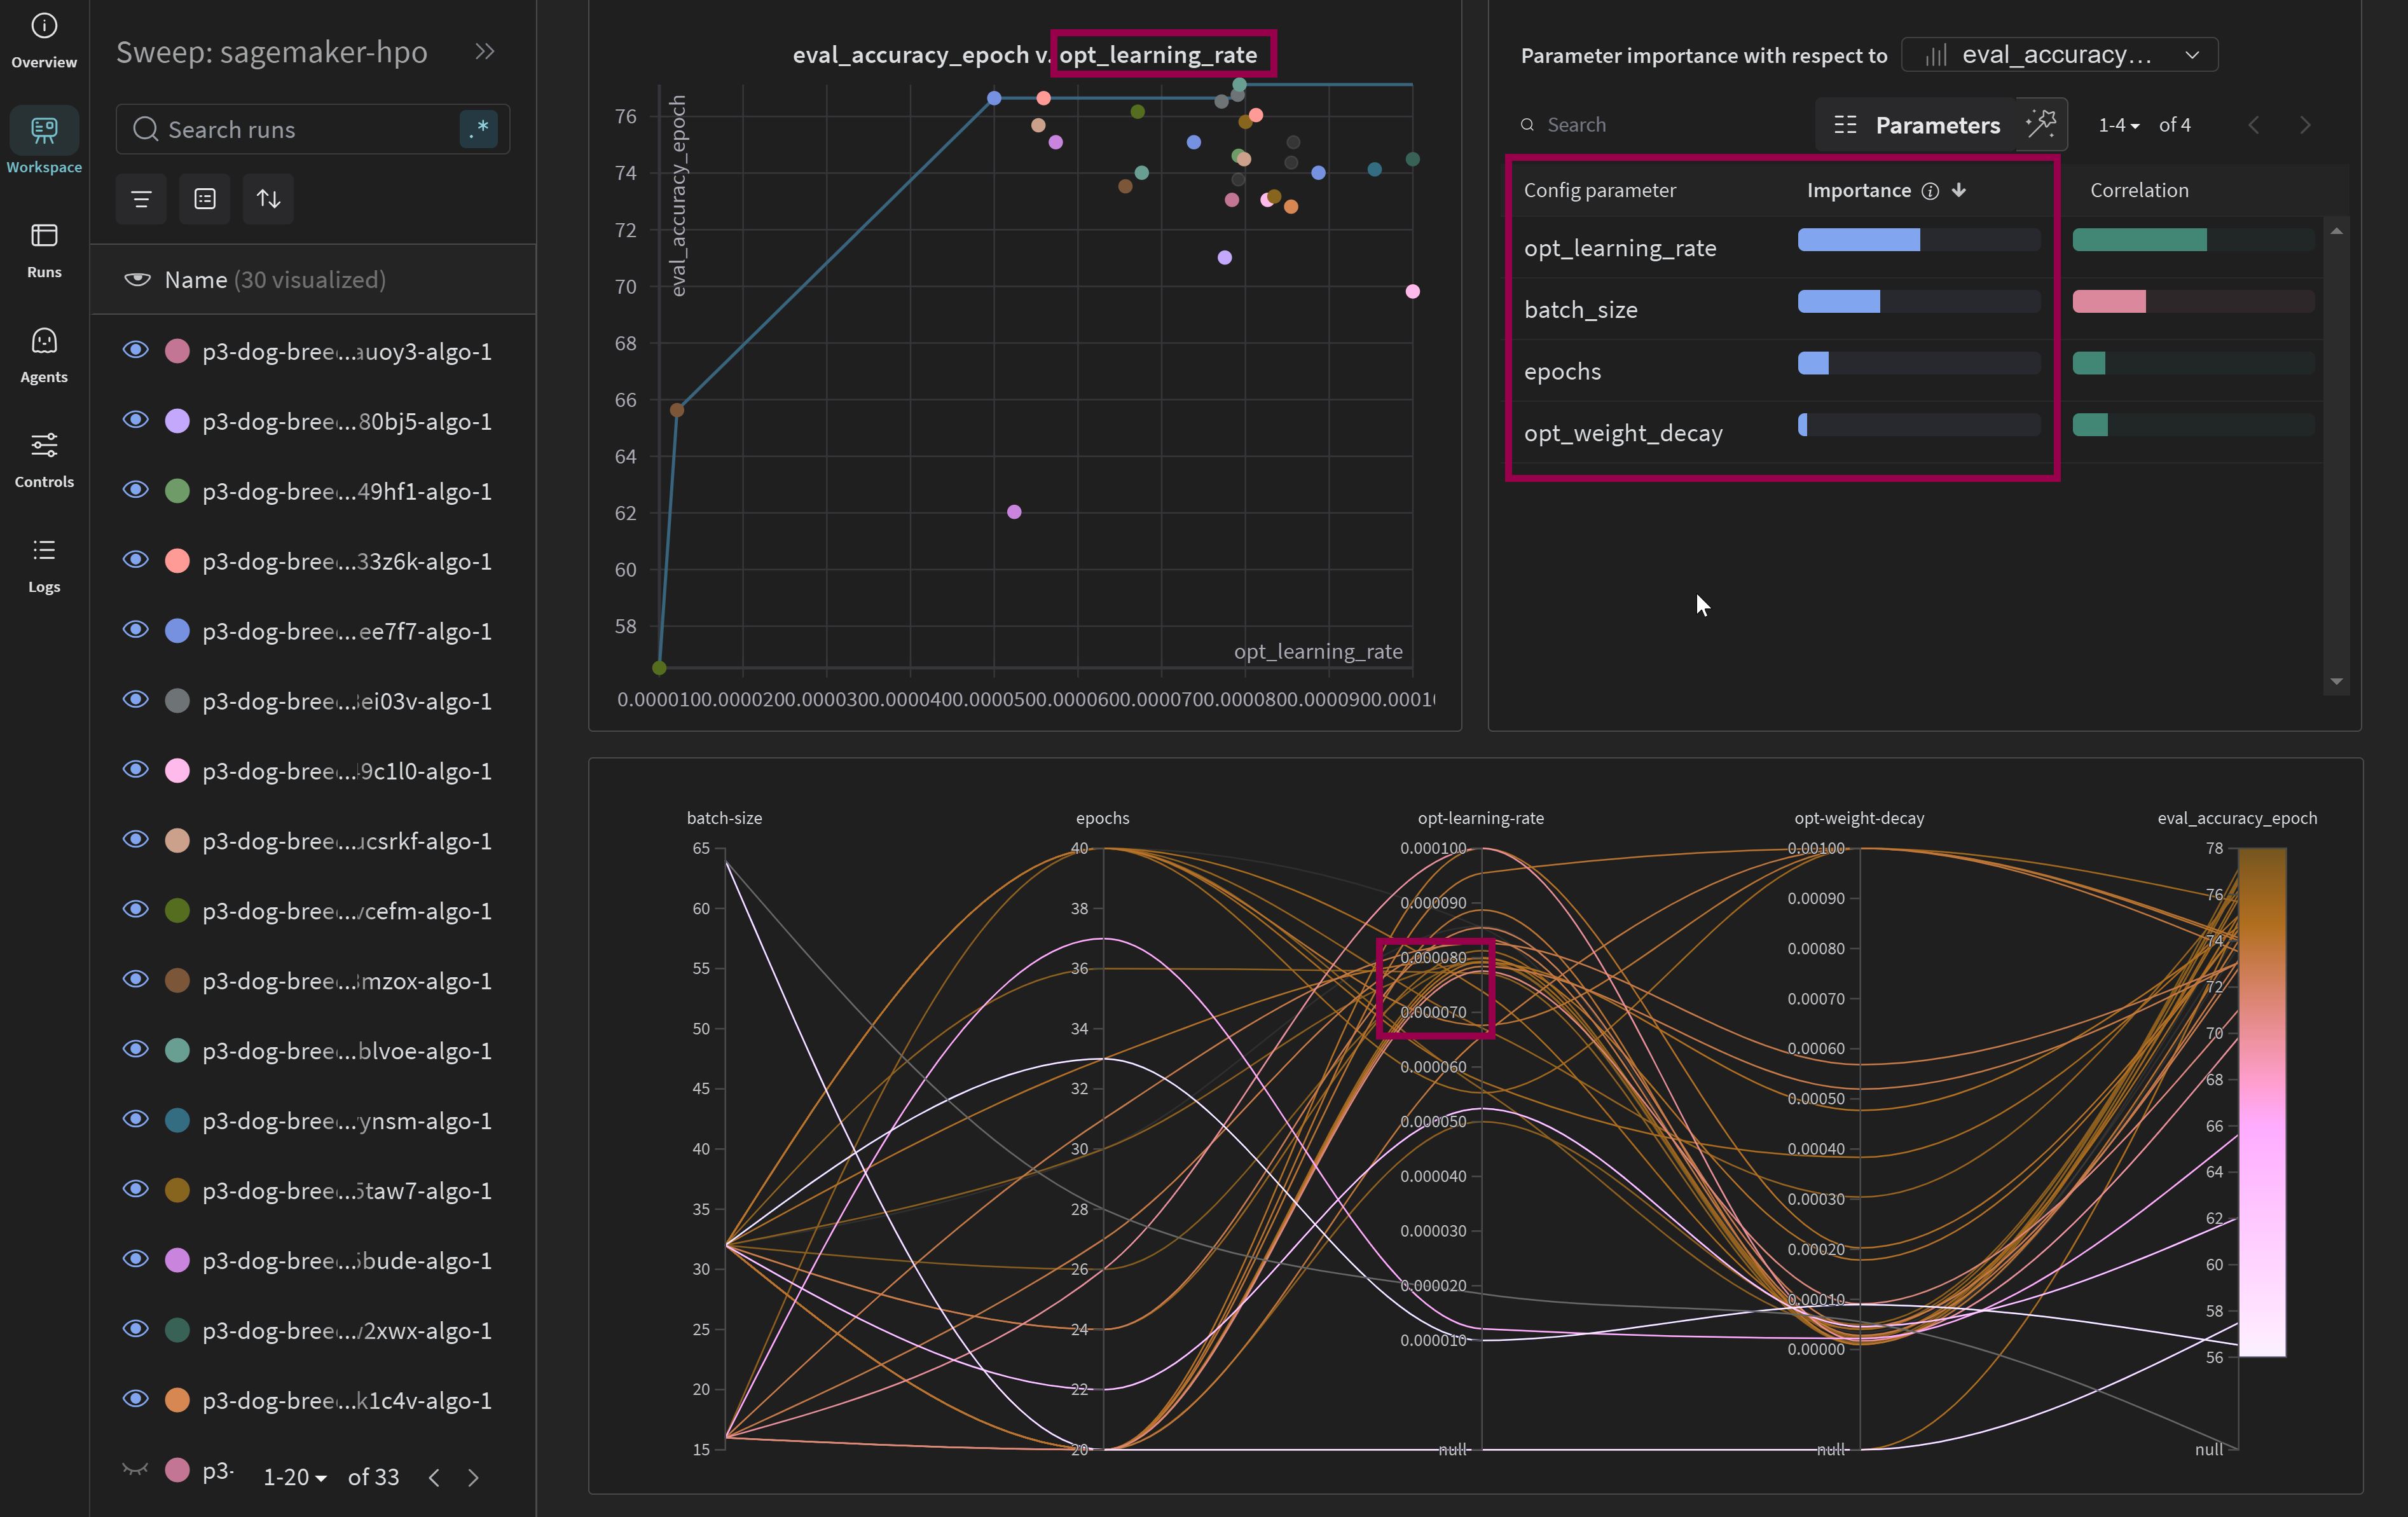 Overview
Workspace
Runs
Agents
Controls
Logs
Sweep: sagemaker-hpo
Search runs
.*
Name (30 visualized)
p3-dog-bree...auoy3-algo-1
p3-dog-bree...80bj5-algo-1
p3-dog-bree...49hf1-algo-1
p3-dog-bree...33z6k-algo-1
p3-dog-bree...ee7f7-algo-1
p3-dog-bree...ei03v-algo-1
p3-dog-bree...9c1l0-algo-1
p3-dog-bree...csrkf-algo-1
p3-dog-bree...cefm-algo-1
p3-dog-bree...mzox-algo-1
p3-dog-bree...blvoe-algo-1
p3-dog-bree...ynsm-algo-1
p3-dog-bree...5taw7-algo-1
p3-dog-bree...bude-algo-1
p3-dog-bree...2xwx-algo-1
p3-dog-bree...k1c4v-algo-1
p3-
1-20 of 33
eval_accuracy_epoch v. opt_learning_rate
eval_accuracy_epoch
76
74
72
70
68
66
64
62
60
58
opt_learning_rate
0.0000100.0000200.0000300.0000400.0000500.0000600.0000700.0000800.0000900.00010
Parameter importance with respect to eval_accuracy...
Search
Parameters
1-4 of 4
Config parameter Importance Correlation
opt_learning_rate
batch_size
epochs
opt_weight_decay
batch-size
65
60
55
50
45
40
35
30
25
20
15
epochs
40
38
36
34
32
30
28
26
24
22
20
opt-learning-rate
0.000100
0.000090
0.000080
0.000070
0.000060
0.000050
0.000040
0.000030
0.000020
0.000010
null
opt-weight-decay
0.00100
0.00090
0.00080
0.00070
0.00060
0.00050
0.00040
0.00030
0.00020
0.00010
0.00000
null
eval_accuracy_epoch
78
76
74
72
70
68
66
64
62
60
58
56
null